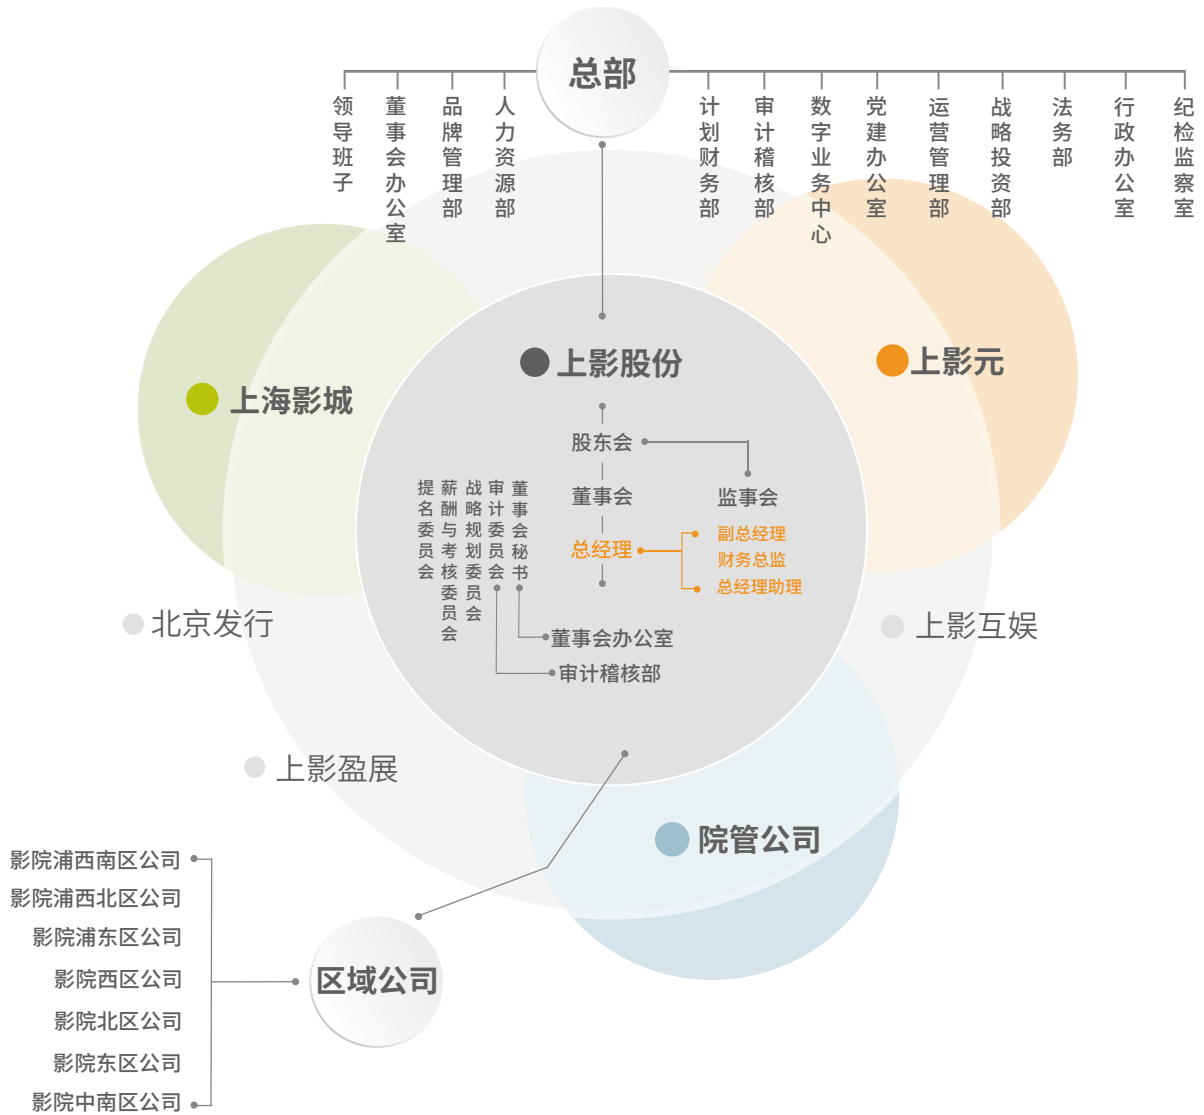 总部
领导班子
董事会办公室
品牌管理部
人力资源部
计划财务部
审计稽核部
数字业务中心
党建办公室
运营管理部
战略投资部
法务部
行政办公室
纪检监察室
上影股份
上影元
上海影城
股东会
董事会
监事会
总经理
副总经理
财务总监
总经理助理
提名委员会
薪酬与考核委员会
战略规划委员会
审计委员会
董事会秘书
董事会办公室
审计稽核部
北京发行
上影互娱
上影盈展
院管公司
区域公司
影院浦西南区公司
影院浦西北区公司
影院浦东区公司
影院西区公司
影院北区公司
影院东区公司
影院中南区公司